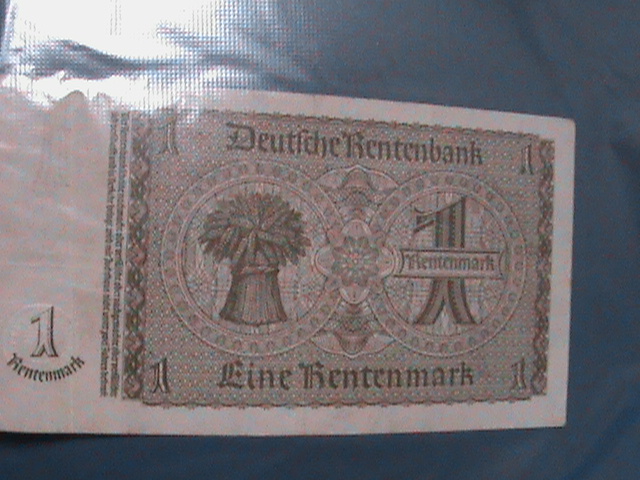 1 Deutsche Rentenbank 1
1
Rentenmark
1
Rentenmark
1 Eine Rentenmark 1